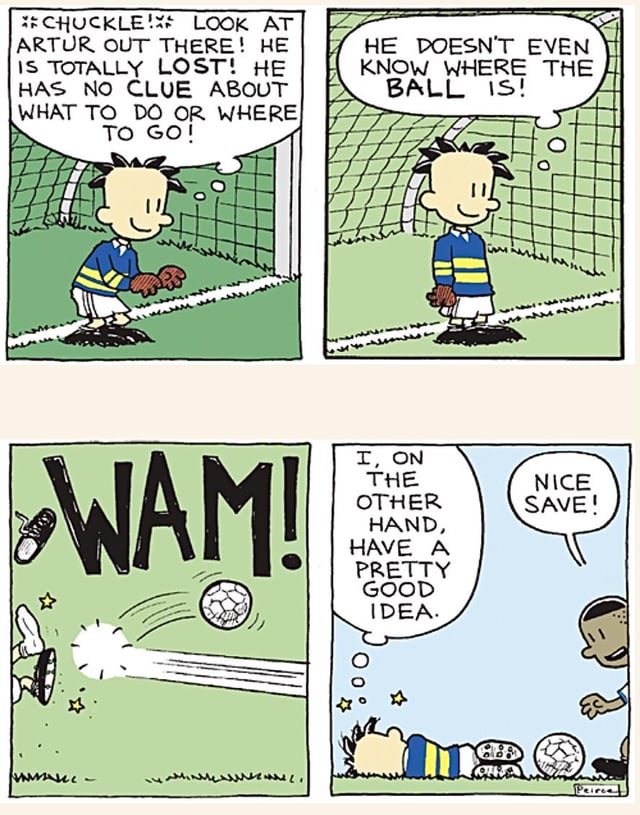 **CHUCKLE!** LOOK AT
ARTUR OUT THERE! HE
IS TOTALLY LOST! HE
HAS NO CLUE ABOUT
WHAT TO DO OR WHERE
TO GO!
HE DOESN'T EVEN
KNOW WHERE THE
BALL IS!
WAM!
I, ON
THE
OTHER
HAND,
HAVE A
PRETTY
GOOD
IDEA.
NICE
SAVE!
Peirce